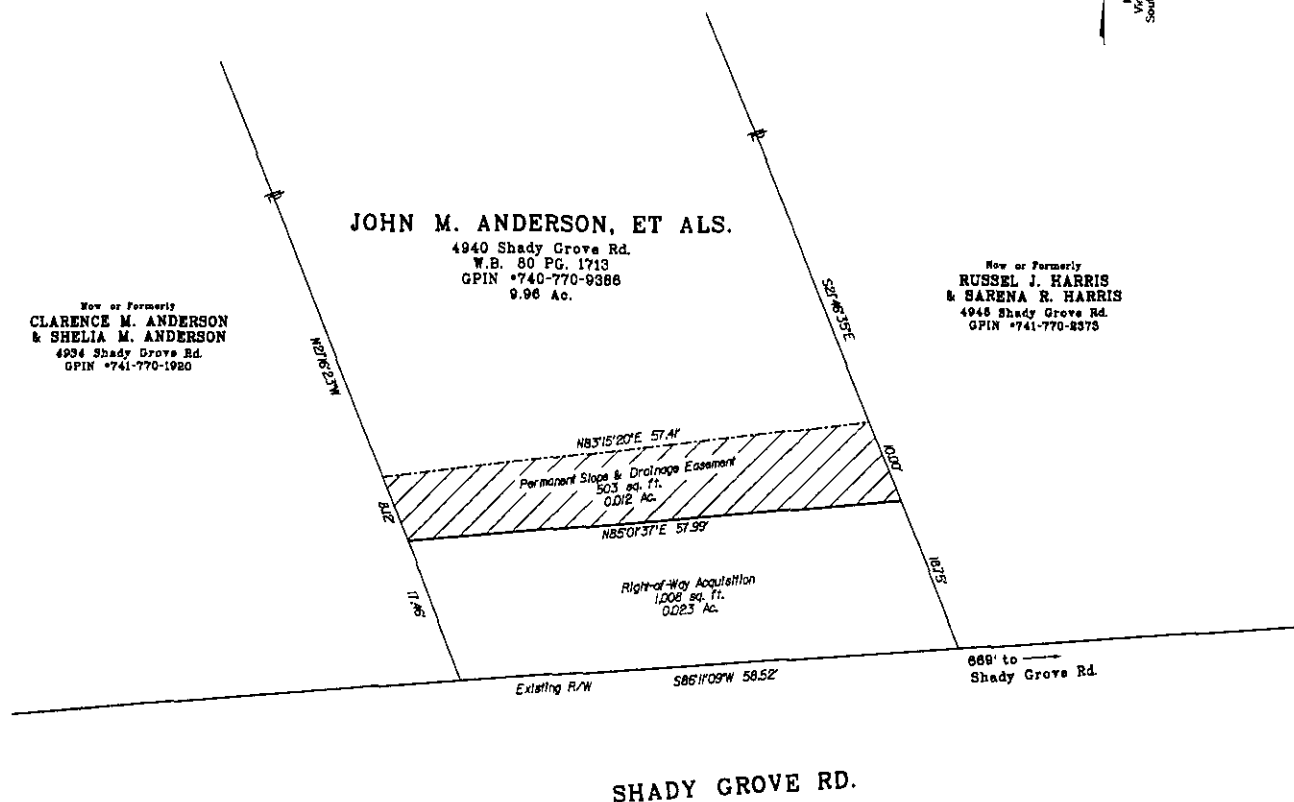 JOHN M. ANDERSON, ET ALS.
4940 Shady Grove Rd.
W.B. 80 PG. 1713
GPIN *740-770-9386
9.96 Ac.
Now or Formerly
CLARENCE M. ANDERSON
& SHELIA M. ANDERSON
4934 Shady Grove Rd.
GPIN *741-770-1920
Now or Formerly
RUSSEL J. HARRIS
& SARENA R. HARRIS
4948 Shady Grove Rd.
GPIN *741-770-2373
N21°16'23"W
S21°46'35"E
N83°15'20"E 57.41'
Permanent Slope & Drainage Easement
503 sq. ft.
0.012 Ac.
8.12'
10.00'
N85°01'37"E 57.99'
Right-of-Way Acquisition
1,008 sq. ft.
0.023 Ac.
17.46'
18.75'
Existing R/W
S86°11'09"W 58.52'
669' to
Shady Grove Rd.
SHADY GROVE RD.